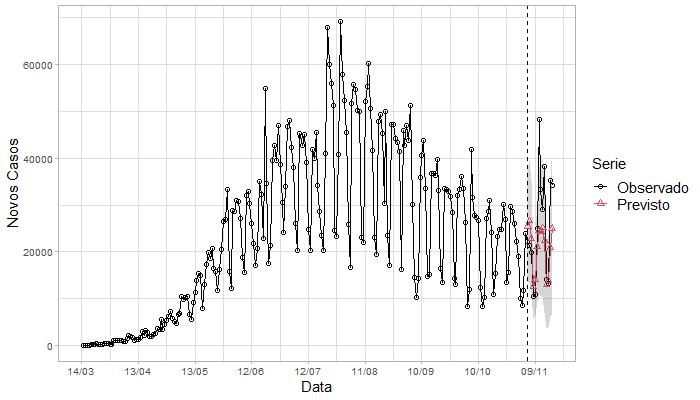 Novos Casos
60000
40000
20000
0
14/03
13/04
13/05
12/06
12/07
11/08
10/09
10/10
09/11
Data
Serie
Observado
Previsto